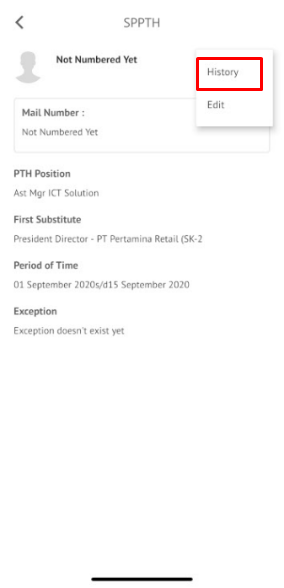 SPPTH
Not Numbered Yet
History
Edit
Mail Number :
Not Numbered Yet
PTH Position
Ast Mgr ICT Solution
First Substitute
President Director - PT Pertamina Retail (SK-2
Period of Time
01 September 2020s/d15 September 2020
Exception
Exception doesn't exist yet